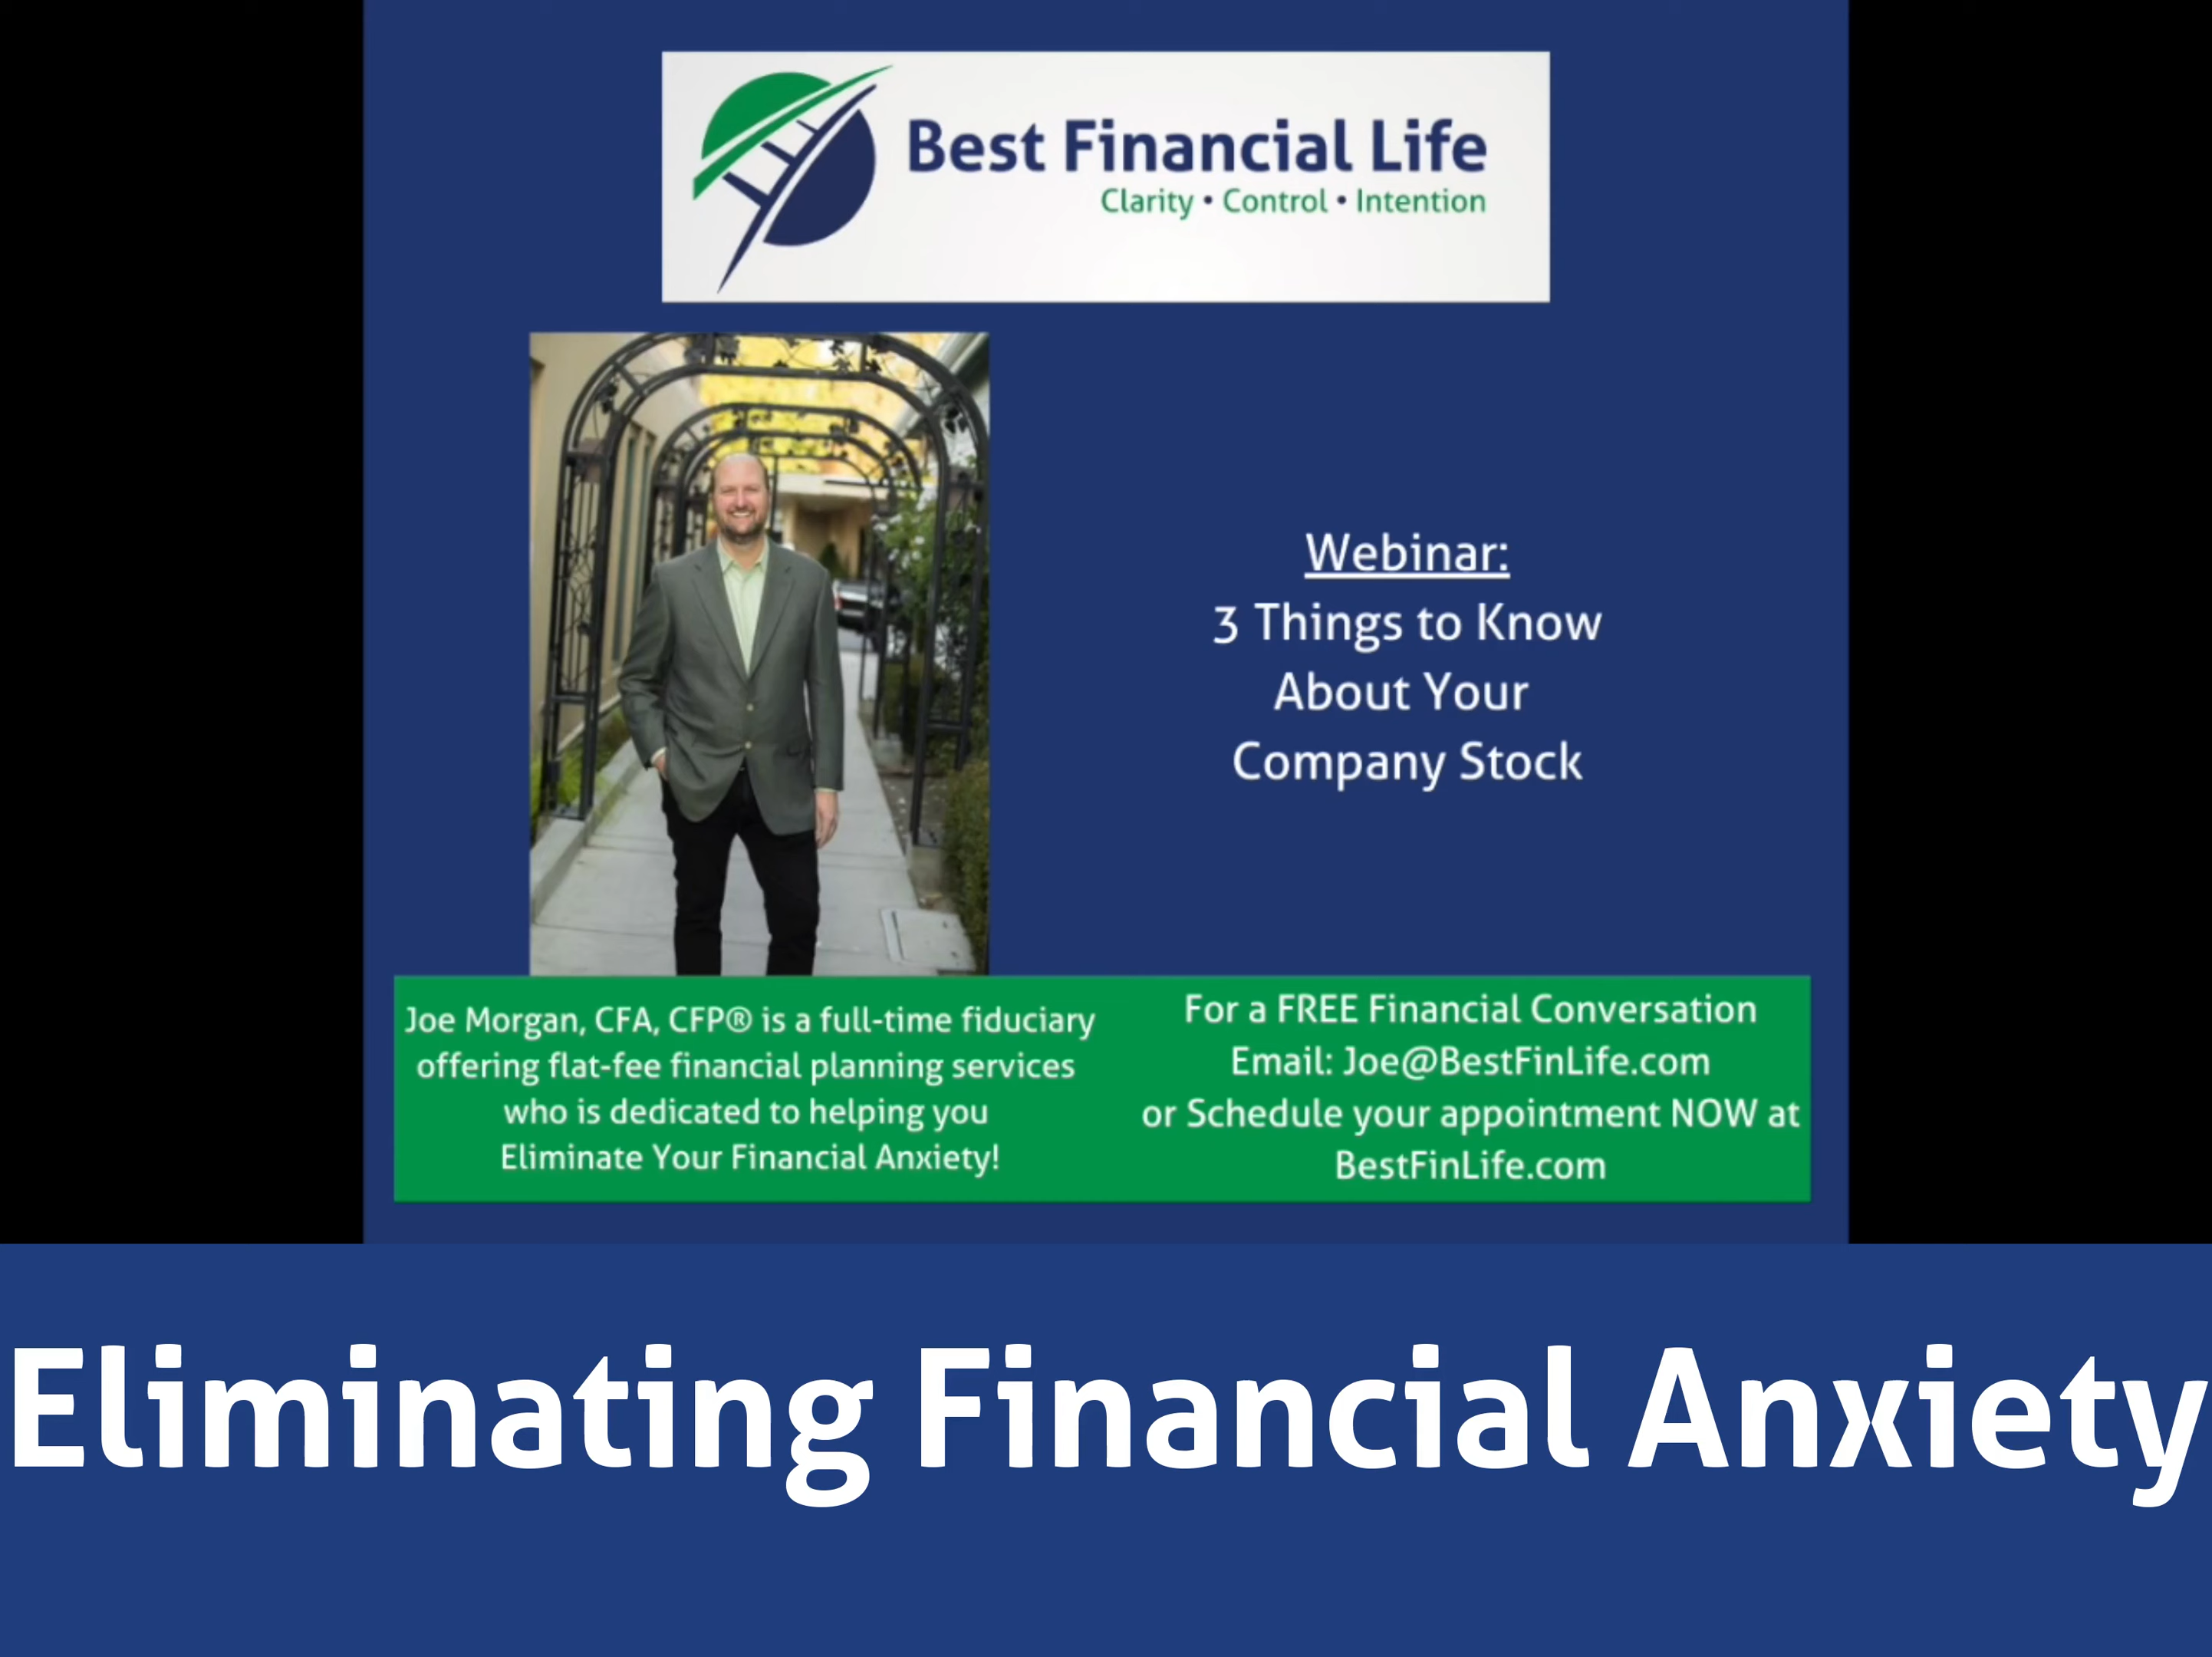 Best Financial Life
Clarity • Control • Intention
Webinar:
3 Things to Know
About Your
Company Stock
Joe Morgan, CFA, CFP® is a full-time fiduciary
offering flat-fee financial planning services
who is dedicated to helping you
Eliminate Your Financial Anxiety!
For a FREE Financial Conversation
Email: Joe@BestFinLife.com
or Schedule your appointment NOW at
BestFinLife.com
Eliminating Financial Anxiety